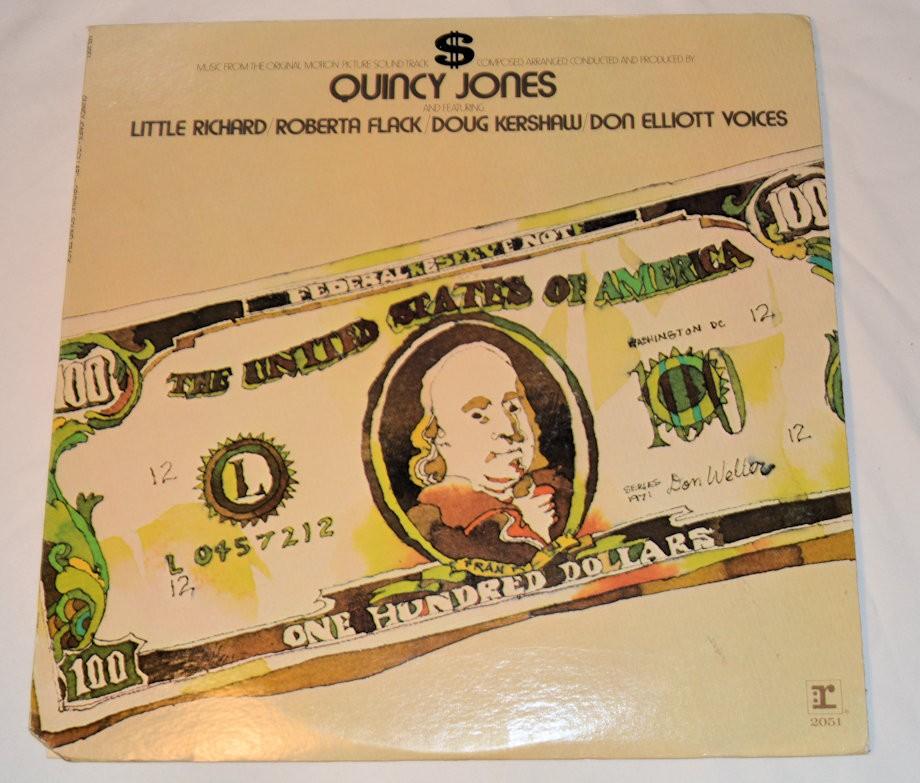 $
MUSIC FROM THE ORIGINAL MOTION PICTURE SOUND TRACK COMPOSED ARRANGED CONDUCTED AND PRODUCED BY
QUINCY JONES
AND FEATURING
LITTLE RICHARD/ROBERTA FLACK/DOUG KERSHAW/DON ELLIOTT VOICES
100
FEDERAL RESERVE NOTE
THE UNITED STATES OF AMERICA
WASHINGTON DC 12
100
100
12
12
L
SERIES 1971 Don Weller
L 0457212
12
FRAN
ONE HUNDRED DOLLARS
100
r
2051